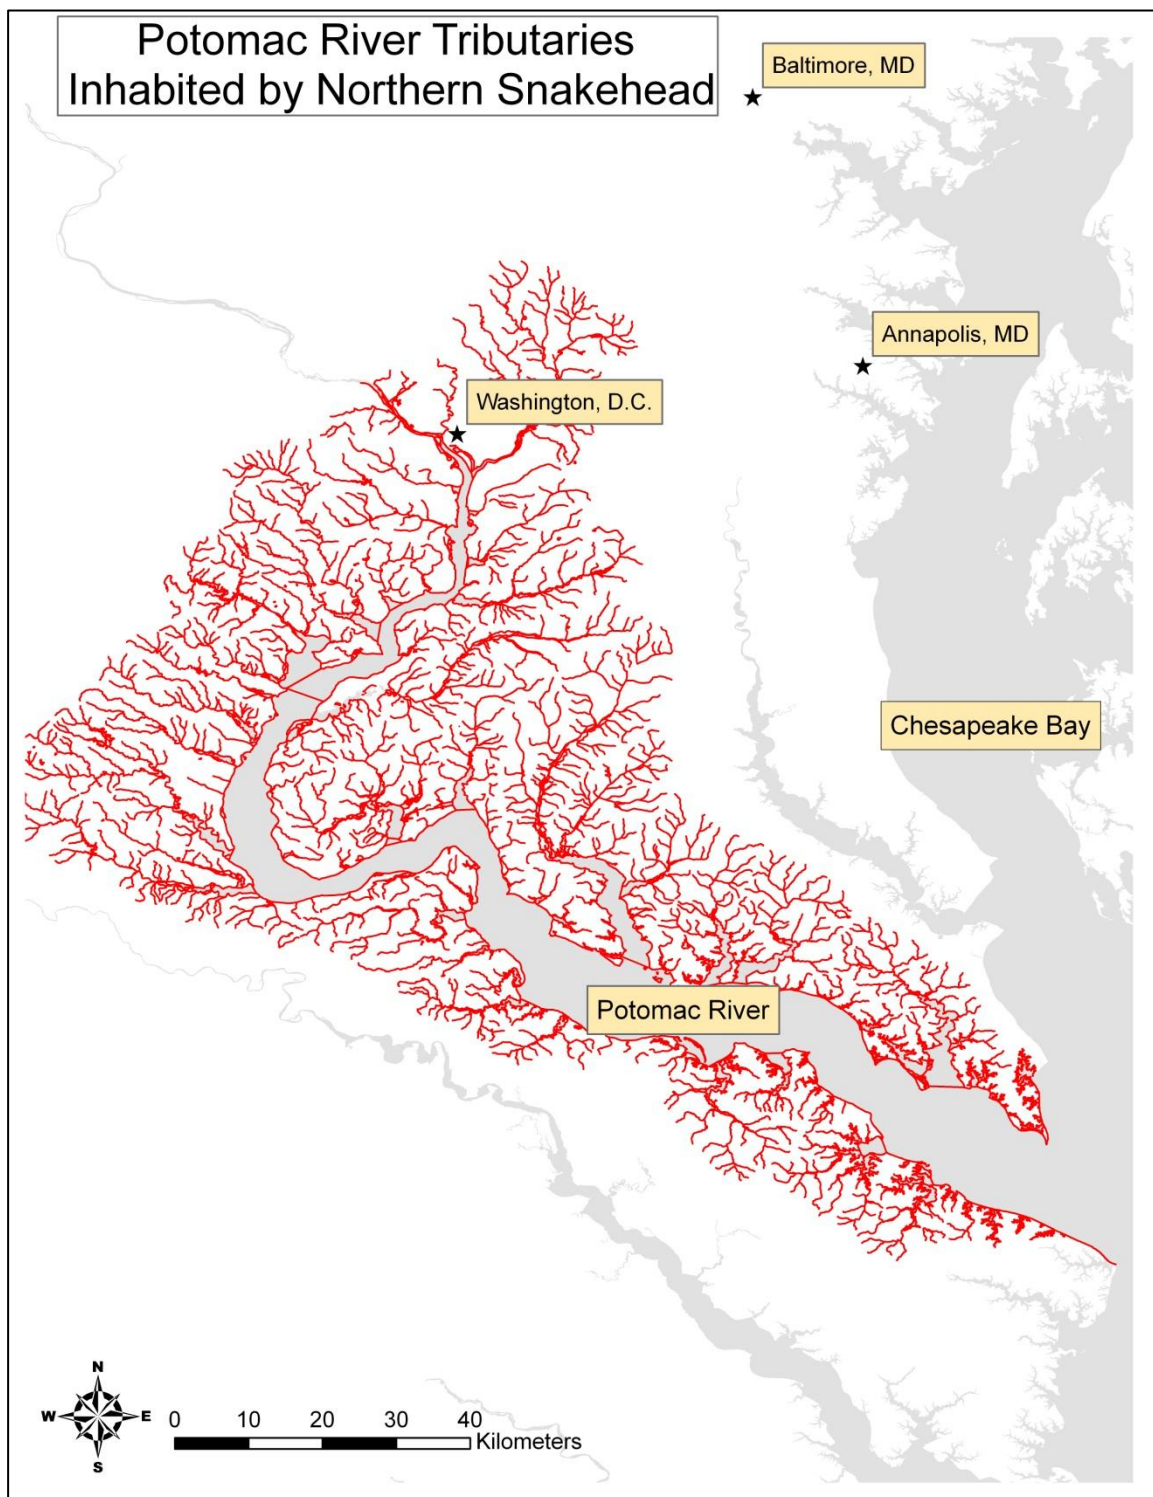 Potomac River Tributaries
Inhabited by Northern Snakehead
Baltimore, MD
Annapolis, MD
Washington, D.C.
Chesapeake Bay
Potomac River
N
W E
S
0 10 20 30 40
Kilometers